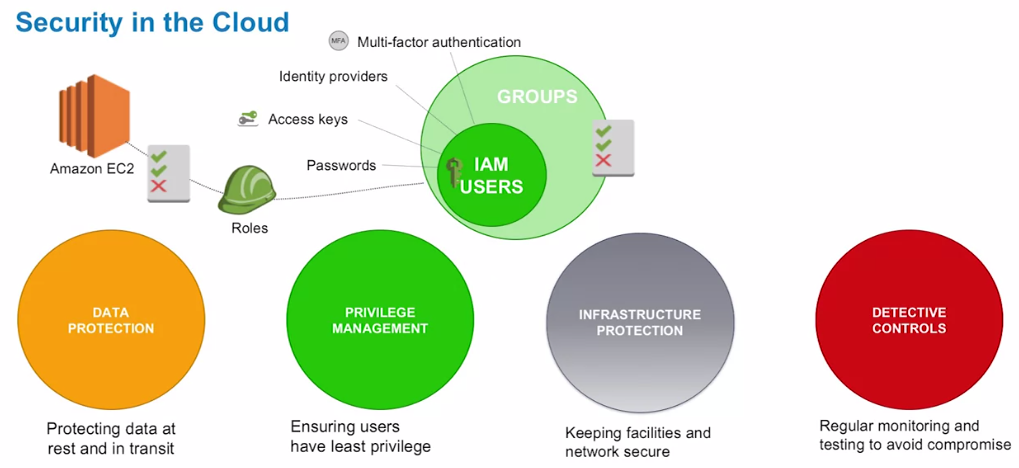 Security in the Cloud
MFA
Multi-factor authentication
Identity providers
GROUPS
Access keys
Amazon EC2
Passwords
IAM
USERS
Roles
DATA
PROTECTION
PRIVILEGE
MANAGEMENT
INFRASTRUCTURE
PROTECTION
DETECTIVE
CONTROLS
Protecting data at
rest and in transit
Ensuring users
have least privilege
Keeping facilities and
network secure
Regular monitoring and
testing to avoid compromise